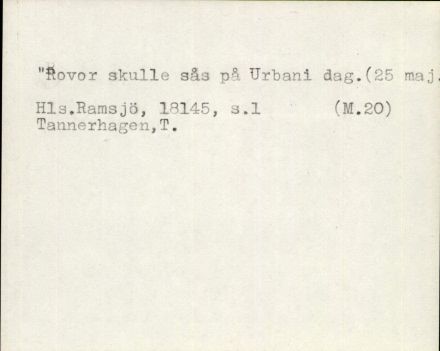 "Rovor skulle sås på Urbani dag.(25 maj.
Hls.Ramsjö, 18145, s.1 (M.20)
Tannerhagen,T.